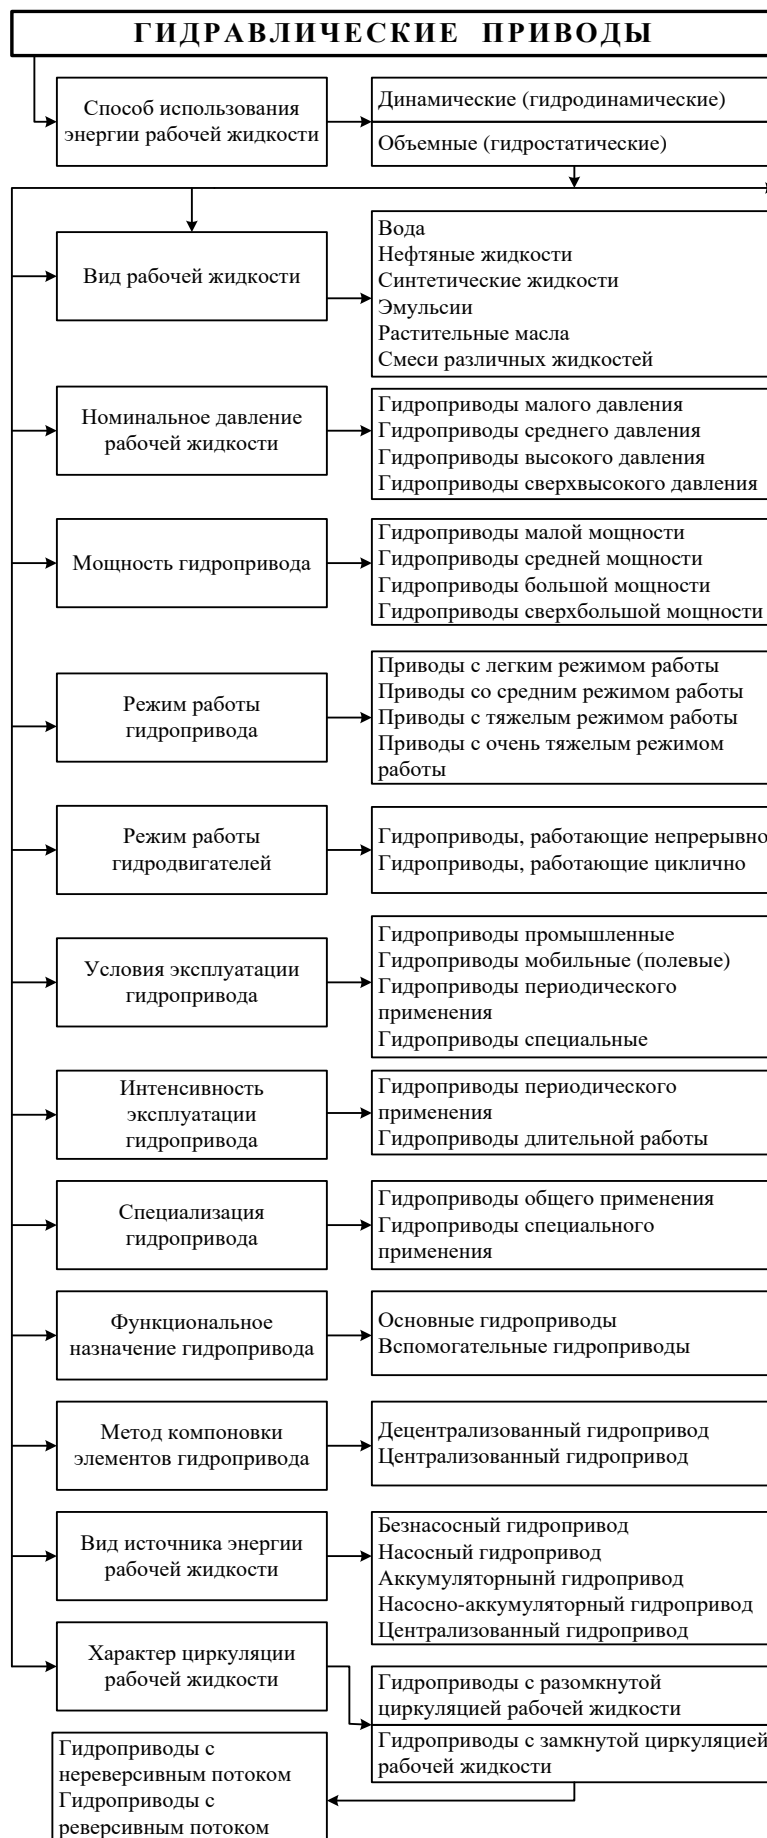 ГИДРАВЛИЧЕСКИЕ ПРИВОДЫ
Способ использования
энергии рабочей жидкости
Динамические (гидродинамические)
Объемные (гидростатические)
Вид рабочей жидкости
Вода
Нефтяные жидкости
Синтетические жидкости
Эмульсии
Растительные масла
Смеси различных жидкостей
Номинальное давление
рабочей жидкости
Гидроприводы малого давления
Гидроприводы среднего давления
Гидроприводы высокого давления
Гидроприводы сверхвысокого давления
Мощность гидропривода
Гидроприводы малой мощности
Гидроприводы средней мощности
Гидроприводы большой мощности
Гидроприводы сверхбольшой мощности
Режим работы
гидропривода
Приводы с легким режимом работы
Приводы со средним режимом работы
Приводы с тяжелым режимом работы
Приводы с очень тяжелым режимом
работы
Режим работы
гидродвигателей
Гидроприводы, работающие непрерывно
Гидроприводы, работающие циклично
Условия эксплуатации
гидропривода
Гидроприводы промышленные
Гидроприводы мобильные (полевые)
Гидроприводы периодического
применения
Гидроприводы специальные
Интенсивность
эксплуатации
гидропривода
Гидроприводы периодического
применения
Гидроприводы длительной работы
Специализация
гидропривода
Гидроприводы общего применения
Гидроприводы специального
применения
Функциональное
назначение гидропривода
Основные гидроприводы
Вспомогательные гидроприводы
Метод компоновки
элементов гидропривода
Децентрализованный гидропривод
Централизованный гидропривод
Вид источника энергии
рабочей жидкости
Безнасосный гидропривод
Насосный гидропривод
Аккумуляторнынй гидропривод
Насосно-аккумуляторный гидропривод
Централизованный гидропривод
Характер циркуляции
рабочей жидкости
Гидроприводы с разомкнутой
циркуляцией рабочей жидкости
Гидроприводы с замкнутой циркуляцией
рабочей жидкости
Гидроприводы с
нереверсивным потоком
Гидроприводы с
реверсивным потоком